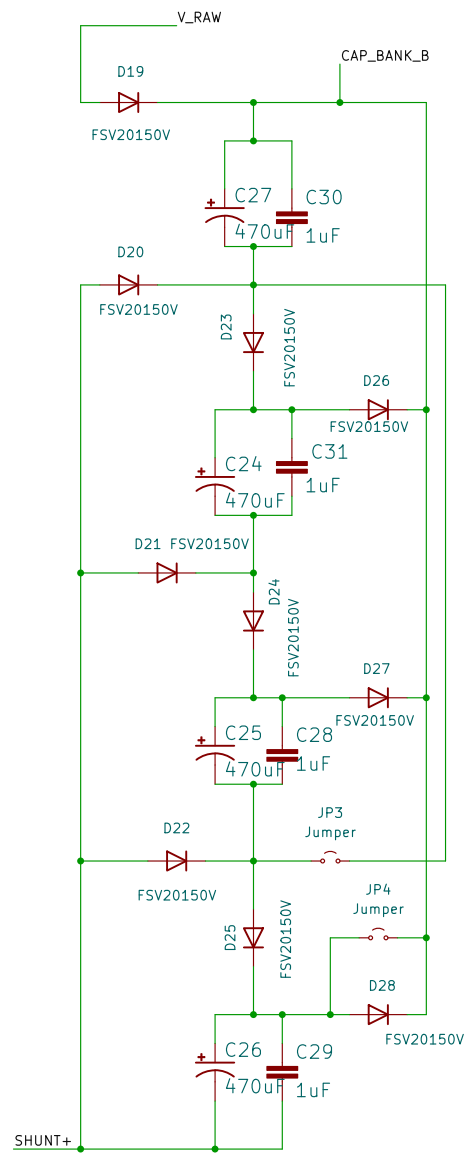 V_RAW
CAP_BANK_B
D19
FSV20150V
C27
C30
470uF
1uF
D20
FSV20150V
D23
FSV20150V
D26
FSV20150V
C24
C31
470uF
1uF
D21 FSV20150V
D24
FSV20150V
D27
FSV20150V
C25
C28
470uF
1uF
JP3
Jumper
D22
FSV20150V
JP4
Jumper
D25
FSV20150V
D28
FSV20150V
C26
C29
470uF
1uF
SHUNT+